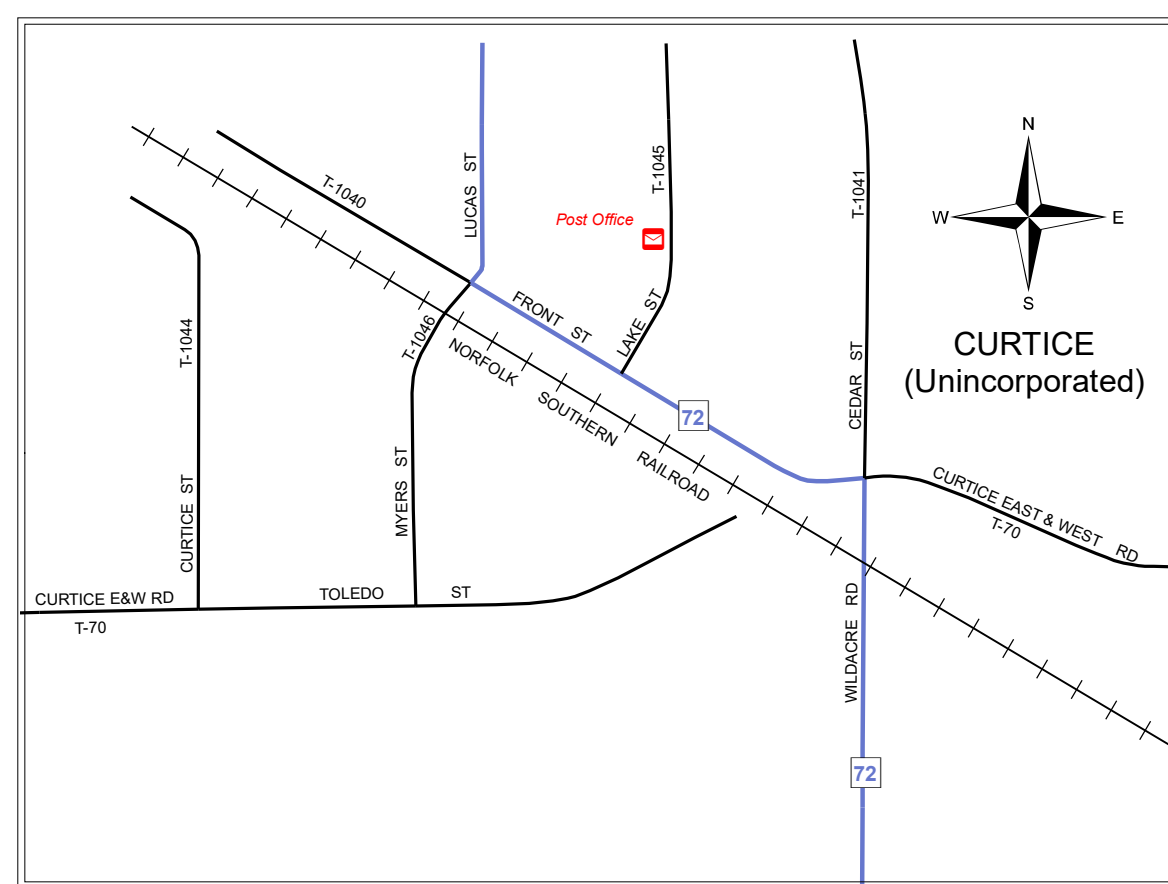 N
W
E
S
CURTICE
(Unincorporated)
T-1040
LUCAS ST
Post Office
T-1045
T-1041
T-1044
T-1046
FRONT ST
LAKE ST
CEDAR ST
NORFOLK SOUTHERN RAILROAD
72
CURTICE ST
MYERS ST
CURTICE EAST & WEST RD
T-70
CURTICE E&W RD
T-70
TOLEDO ST
WILDACRE RD
72